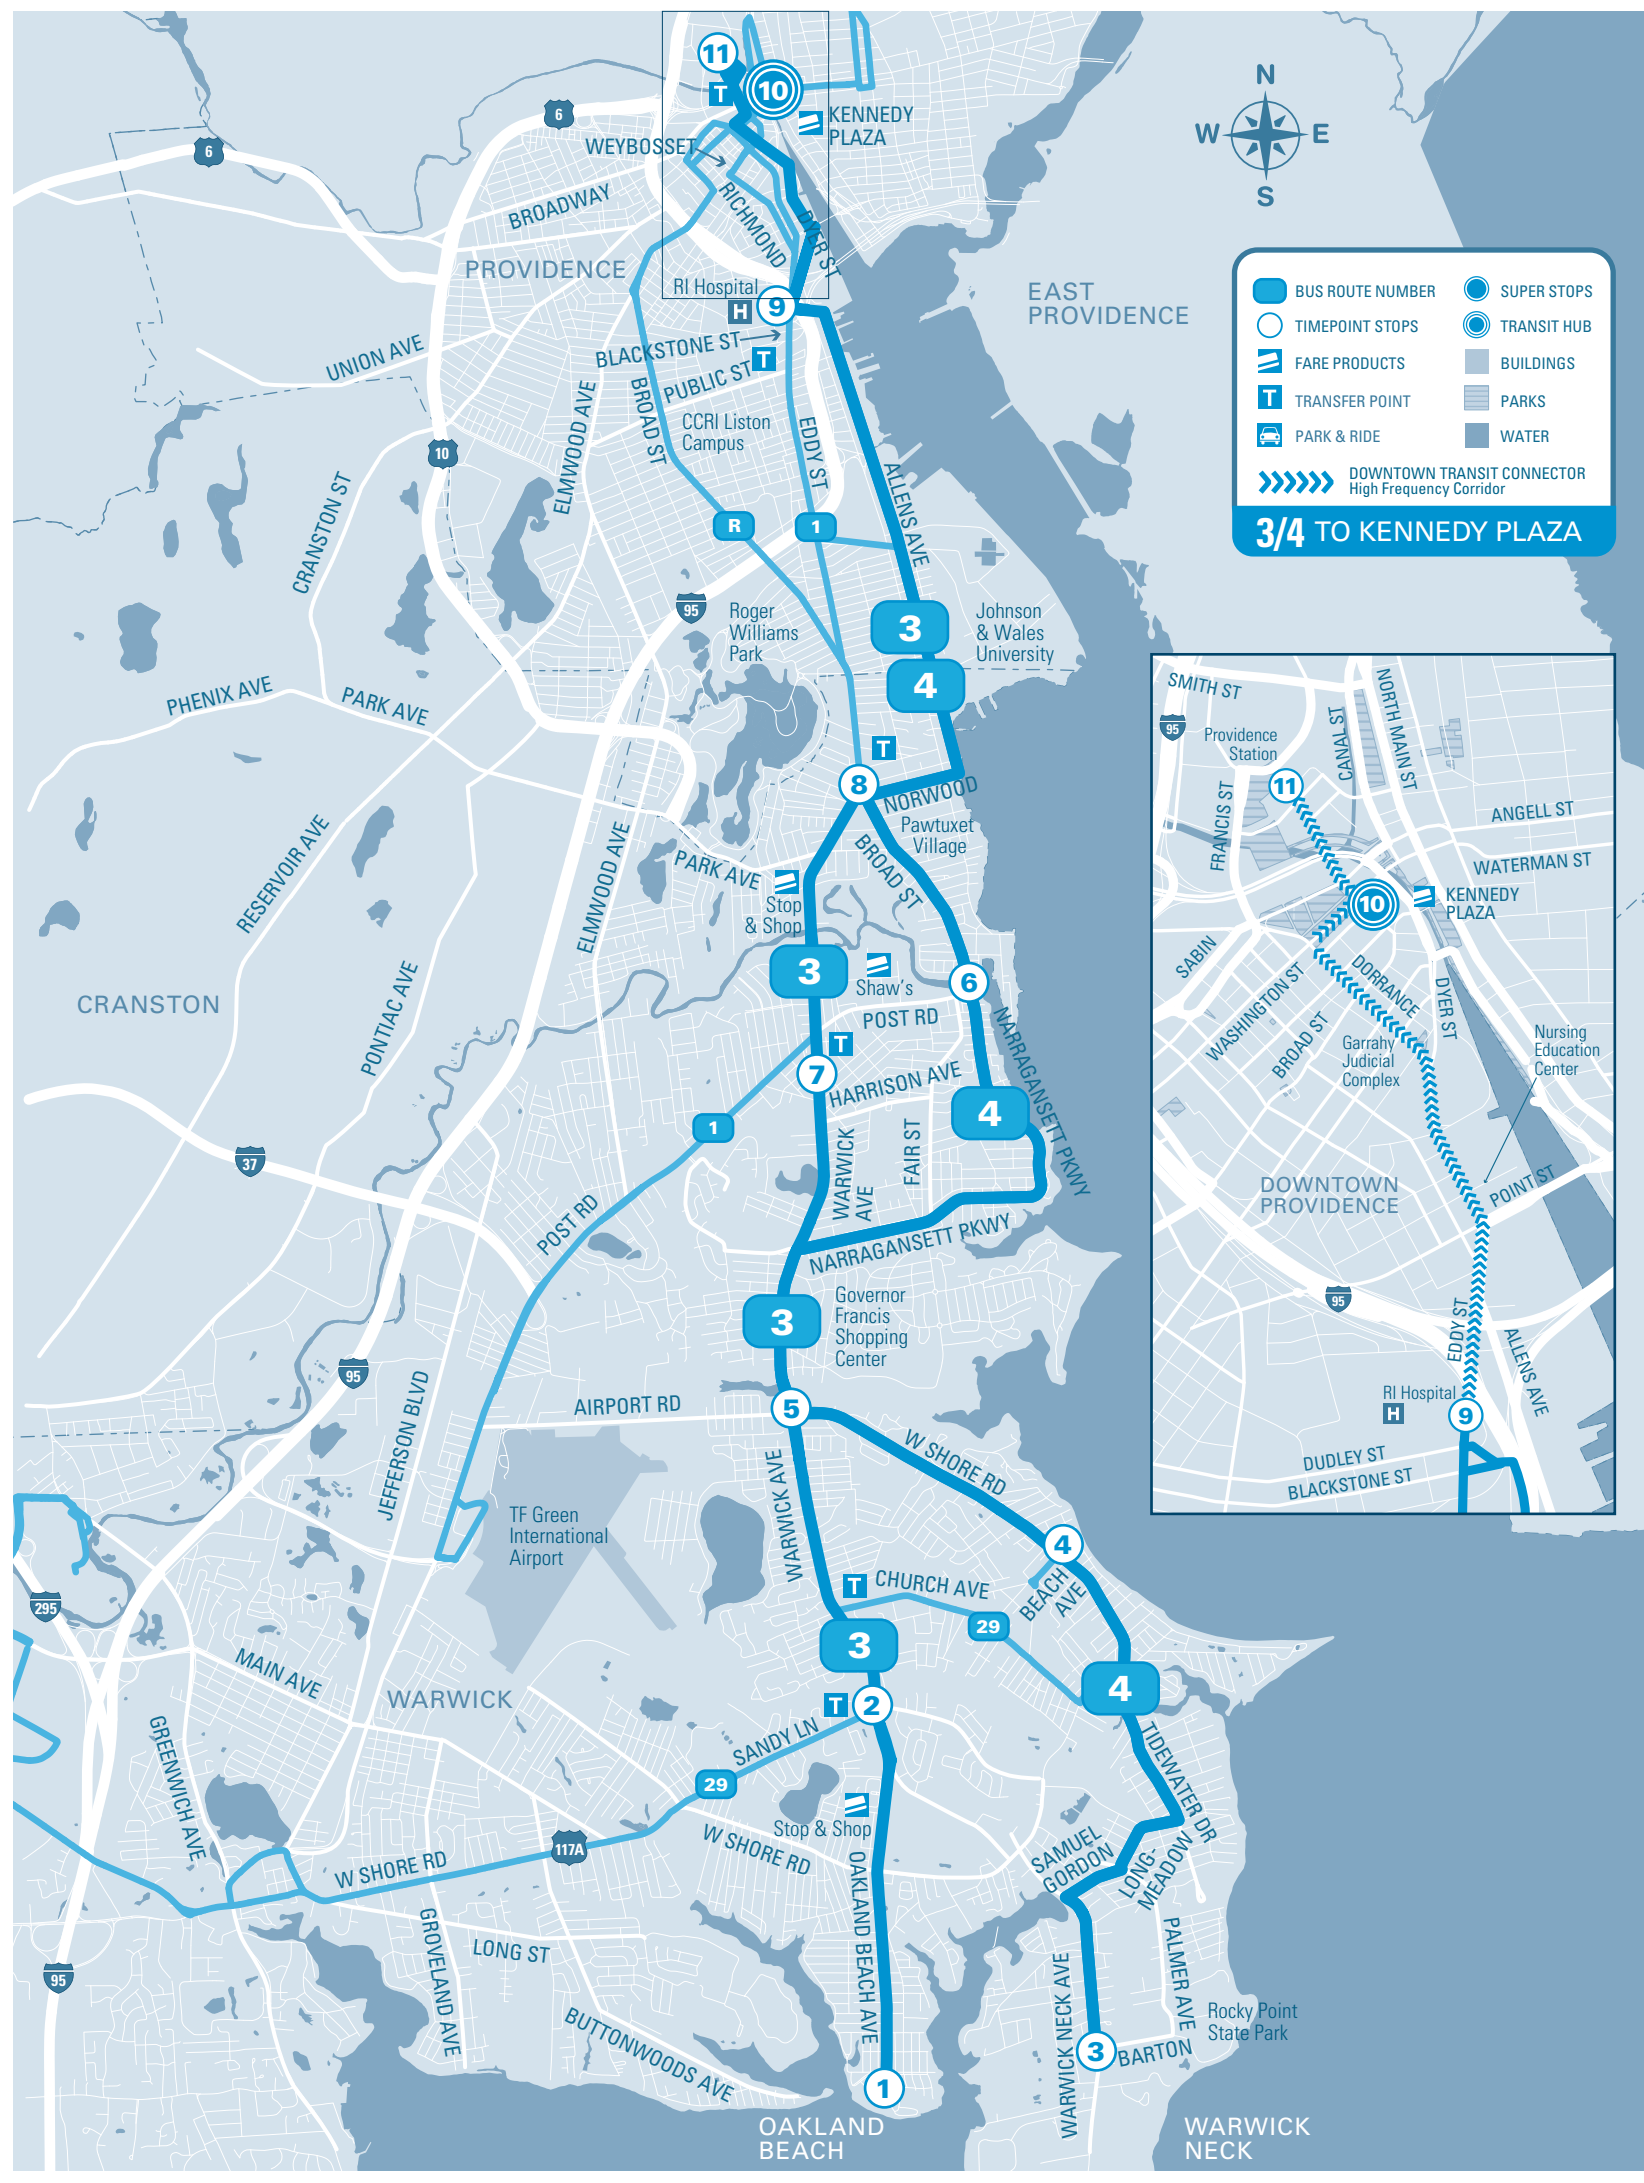 11
T
10
KENNEDY
PLAZA
6
6
WEYBOSSET
BROADWAY
RICHMOND
DYER ST
PROVIDENCE
RI Hospital
H
9
EAST
PROVIDENCE
N
W
E
S
BUS ROUTE NUMBER
SUPER STOPS
TIMEPOINT STOPS
TRANSIT HUB
FARE PRODUCTS
BUILDINGS
T
TRANSFER POINT
PARKS
PARK & RIDE
WATER
DOWNTOWN TRANSIT CONNECTOR
High Frequency Corridor
3/4 TO KENNEDY PLAZA
UNION AVE
BLACKSTONE ST
T
PUBLIC ST
BROAD ST
ELMWOOD AVE
CCRI Liston
Campus
EDDY ST
ALLENS AVE
10
CRANSTON ST
R
1
95
Roger
Williams
Park
3
Johnson
& Wales
University
4
PHENIX AVE
PARK AVE
T
8
NORWOOD
Pawtuxet
Village
RESERVOIR AVE
ELMWOOD AVE
PARK AVE
BROAD ST
Stop
& Shop
3
Shaw's
6
CRANSTON
PONTIAC AVE
POST RD
NARRAGANSETT PKWY
T
7
HARRISON AVE
4
1
WARWICK
AVE
FAIR ST
37
POST RD
NARRAGANSETT PKWY
3
Governor
Francis
Shopping
Center
95
JEFFERSON BLVD
AIRPORT RD
5
W SHORE RD
WARWICK AVE
TF Green
International
Airport
4
T
CHURCH AVE
BEACH
AVE
295
29
3
MAIN AVE
WARWICK
4
T
2
SANDY LN
TIDEWATER DR
GREENWICH AVE
29
Stop & Shop
117A
W SHORE RD
W SHORE RD
SAMUEL
GORDON
LONG-
MEADOW
OAKLAND BEACH AVE
GROVELAND AVE
LONG ST
95
PALMER AVE
WARWICK NECK AVE
Rocky Point
State Park
BUTTONWOODS AVE
3
BARTON
1
OAKLAND
BEACH
WARWICK
NECK
SMITH ST
NORTH MAIN ST
95
Providence
Station
CANAL ST
11
FRANCIS ST
ANGELL ST
WATERMAN ST
10
KENNEDY
PLAZA
SABIN
DORRANCE
WASHINGTON ST
DYER ST
BROAD ST
Garrahy
Judicial
Complex
Nursing
Education
Center
DOWNTOWN
PROVIDENCE
POINT ST
95
EDDY ST
ALLENS AVE
RI Hospital
H
9
DUDLEY ST
BLACKSTONE ST